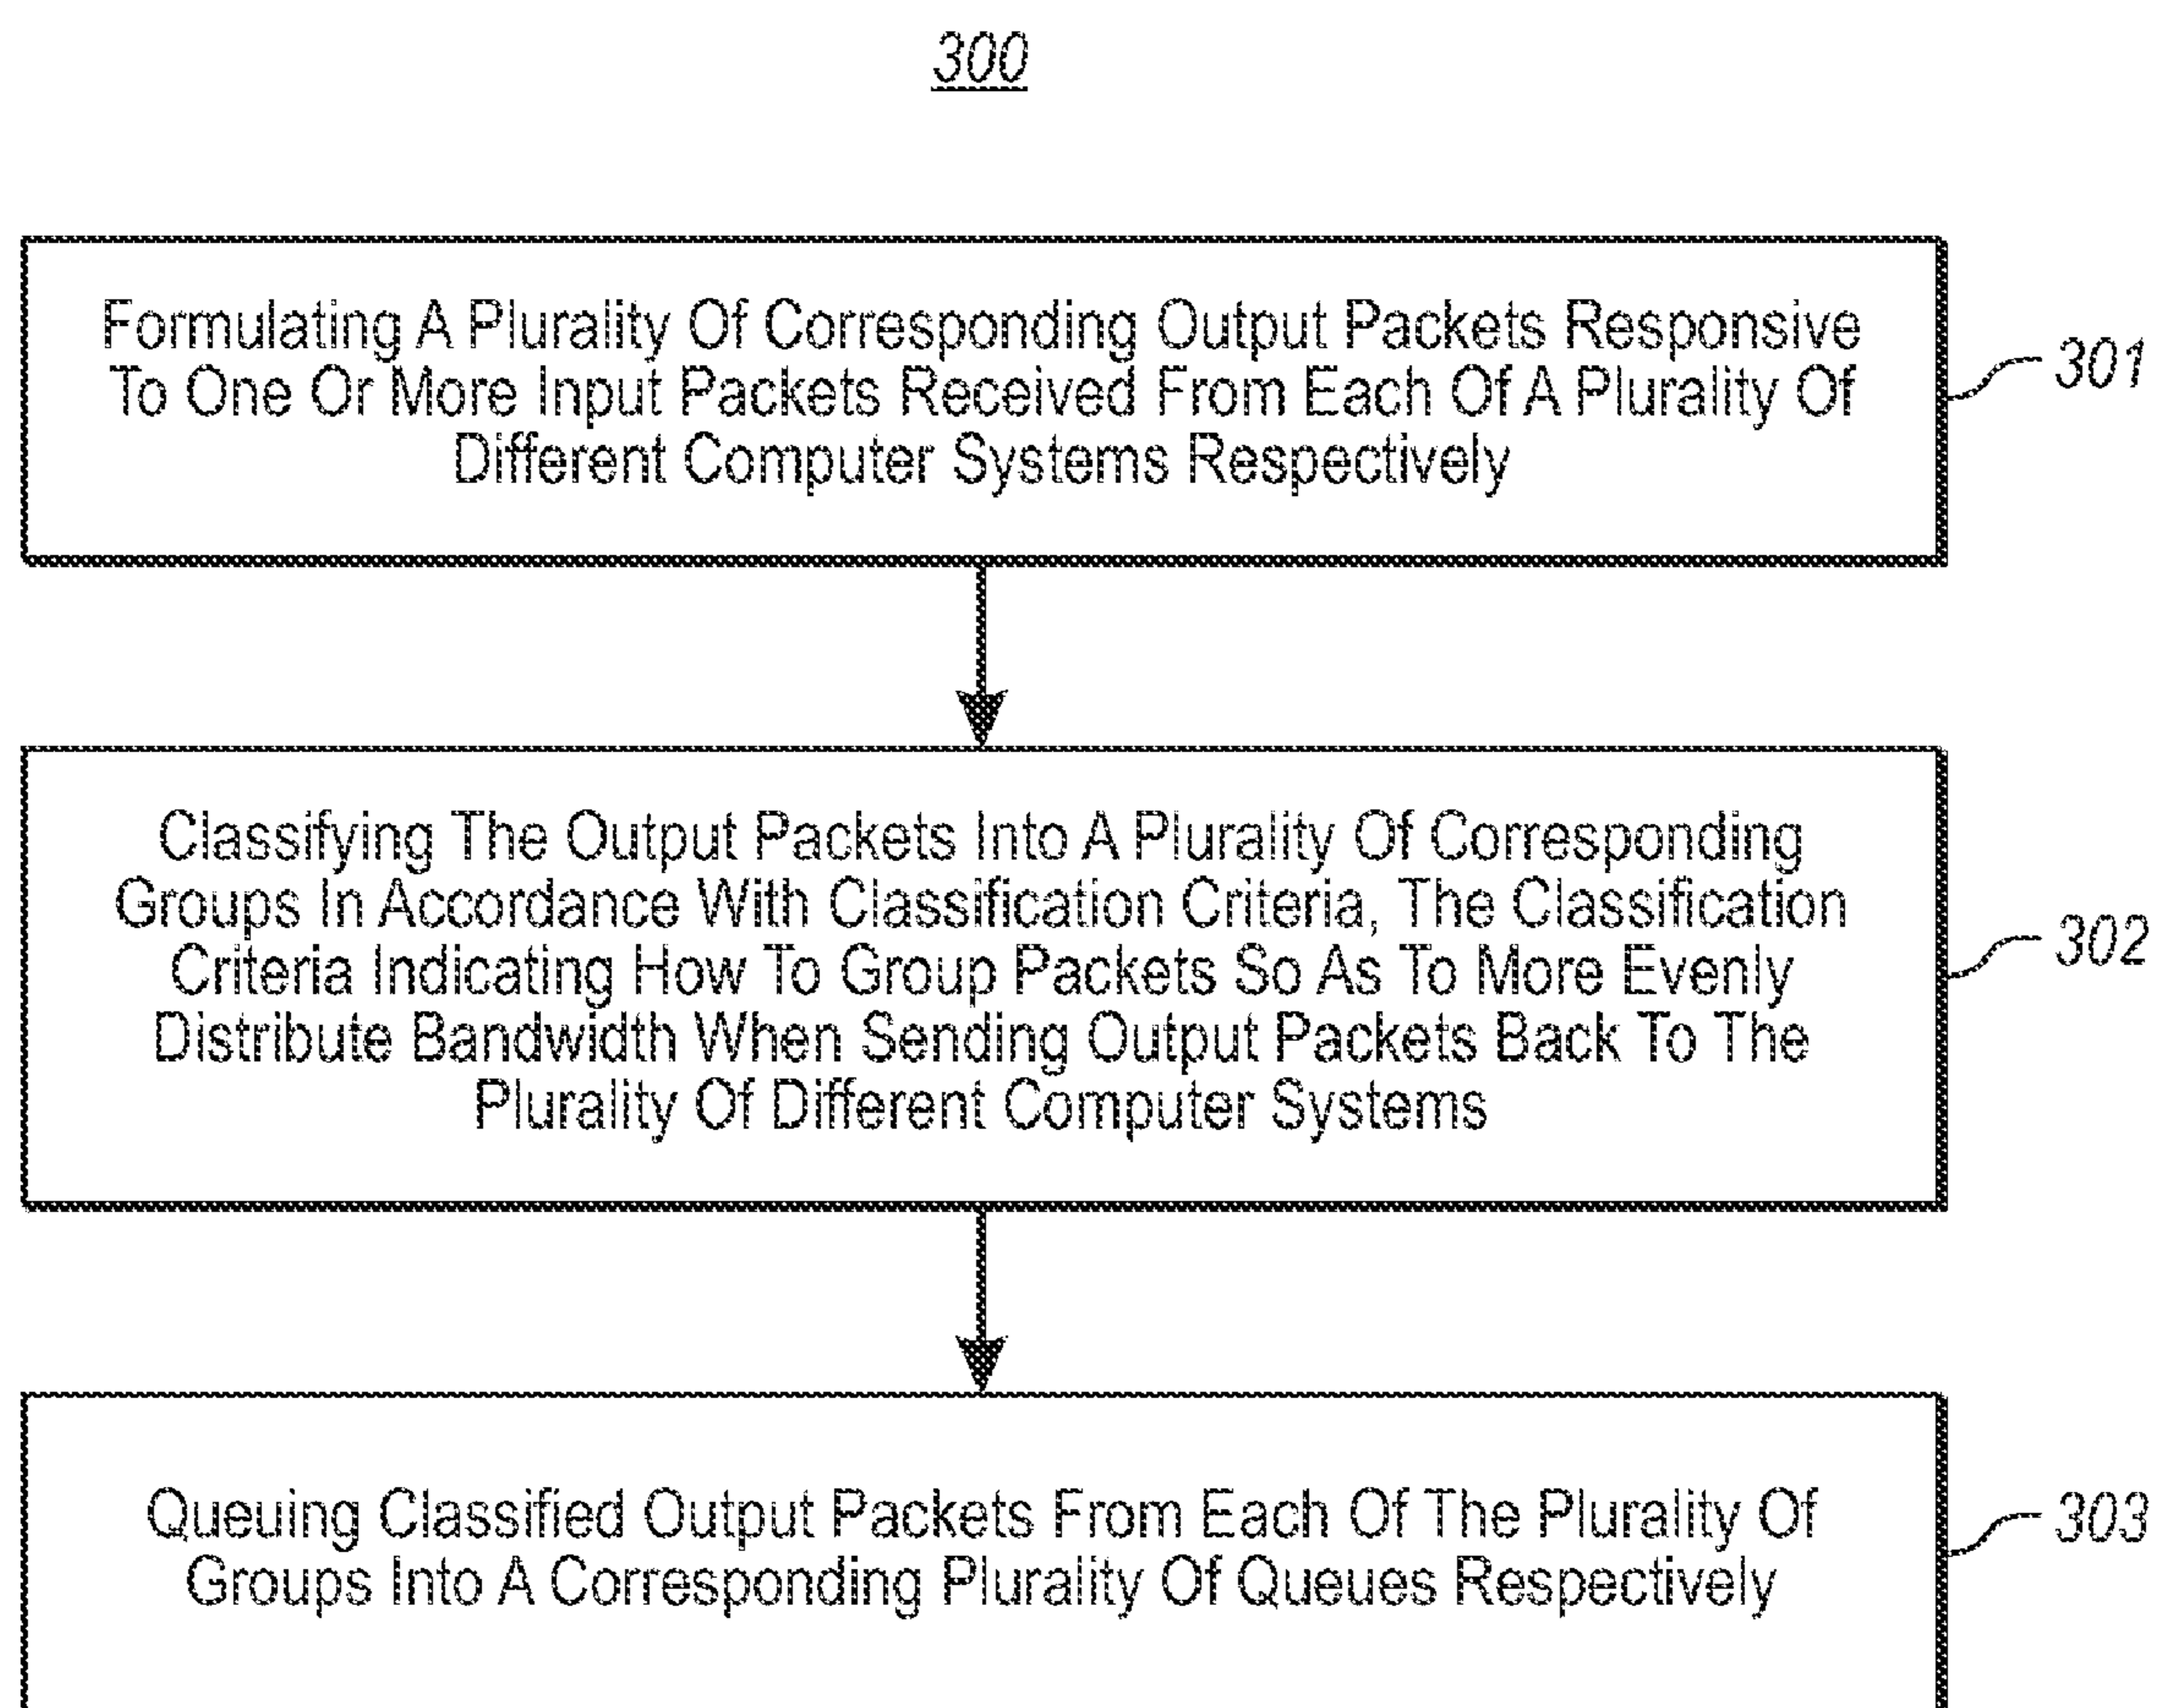 300
Formulating A Plurality Of Corresponding Output Packets Responsive
To One Or More Input Packets Received From Each Of A Plurality Of
Different Computer Systems Respectively
301
Classifying The Output Packets Into A Plurality Of Corresponding
Groups In Accordance With Classification Criteria, The Classification
Criteria Indicating How To Group Packets So As To More Evenly
Distribute Bandwidth When Sending Output Packets Back To The
Plurality Of Different Computer Systems
302
Queuing Classified Output Packets From Each Of The Plurality Of
Groups Into A Corresponding Plurality Of Queues Respectively
303